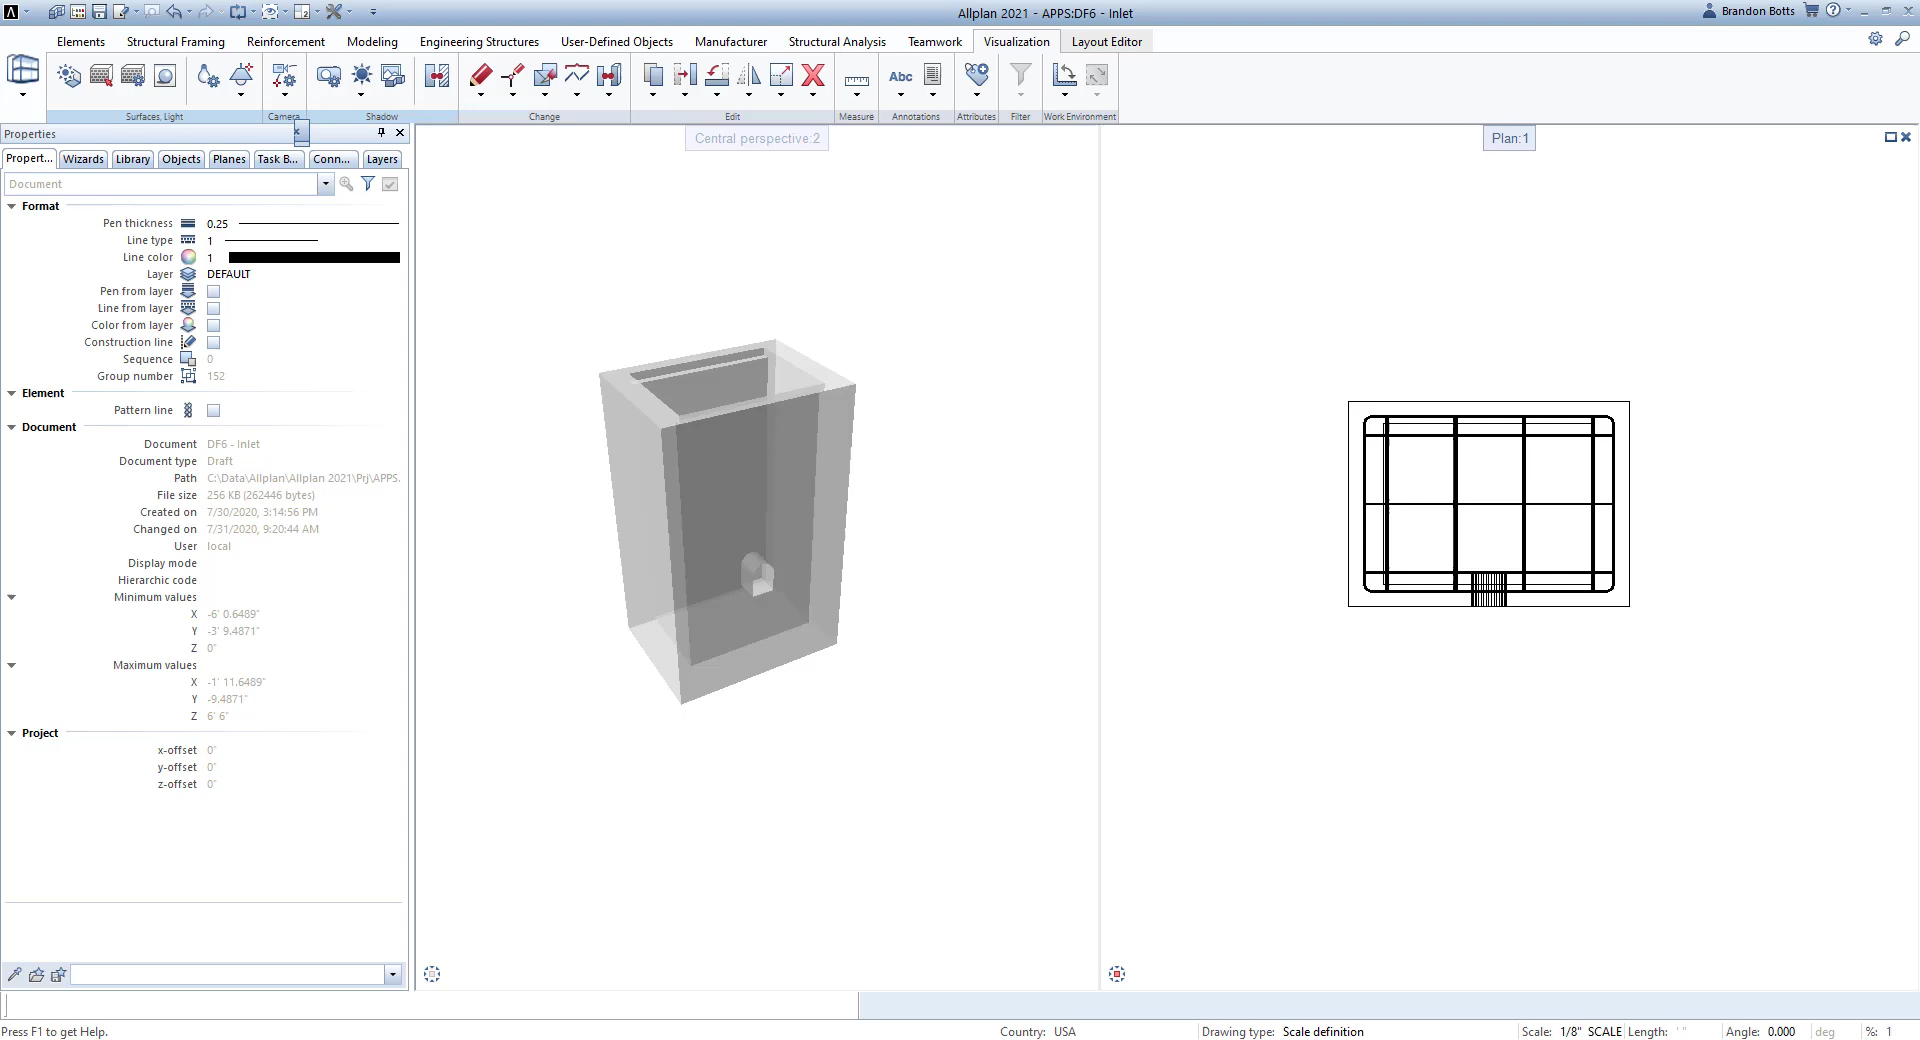 Allplan 2021 - APPS:DF6 - Inlet
Brandon Botts
Elements Structural Framing Reinforcement Modeling Engineering Structures User-Defined Objects Manufacturer Structural Analysis Teamwork Visualization Layout Editor
Abc
Surfaces, Light Camera Shadow Change Edit Measure Annotations Attributes Filter Work Environment
Properties
Propert... Wizards Library Objects Planes Task B... Conn... Layers
Document
Format
Pen thickness 0.25
Line type 1
Line color 1
Layer DEFAULT
Pen from layer
Line from layer
Color from layer
Construction line
Sequence 0
Group number 152
Element
Pattern line
Document
Document DF6 - Inlet
Document type Draft
Path C:\Data\Allplan\Allplan 2021\Prj\APPS.
File size 256 KB (262446 bytes)
Created on 7/30/2020, 3:14:56 PM
Changed on 7/31/2020, 9:20:44 AM
User local
Display mode
Hierarchic code
Minimum values
X -6' 0.6489"
Y -3' 9.4871"
Z 0"
Maximum values
X -1' 11.6489"
Y -9.4871"
Z 6' 6"
Project
x-offset 0"
y-offset 0"
z-offset 0"
Central perspective:2
Plan:1
Press F1 to get Help.
Country: USA
Drawing type: Scale definition
Scale: 1/8" SCALE Length: ' " Angle: 0.000 deg %: 1